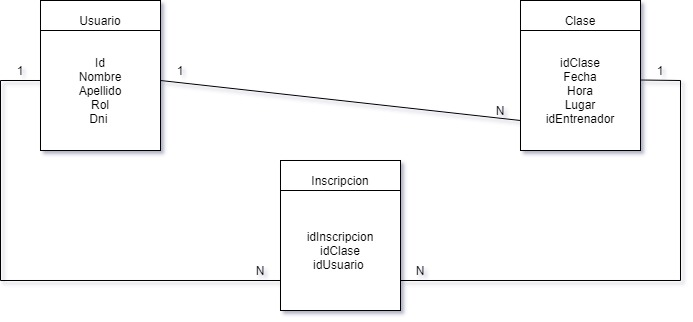 Usuario
Id
Nombre
Apellido
Rol
Dni
1
1
Clase
idClase
Fecha
Hora
Lugar
idEntrenador
N
1
Inscripcion
idInscripcion
idClase
idUsuario
N
N